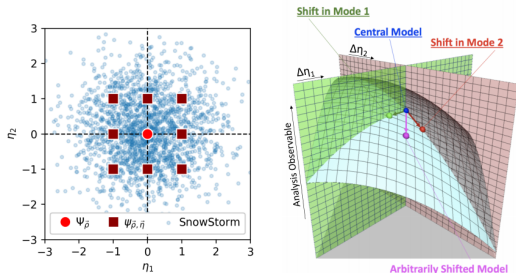 3
2
1
0
−1
−2
−3
η₂
−3 −2 −1 0 1 2 3
η₁
Ψρ⃗ ψρ⃗, η⃗ SnowStorm
Shift in Mode 1
Central Model
Shift in Mode 2
Δη₂
Δη₁
Analysis Observable
Arbitrarily Shifted Model